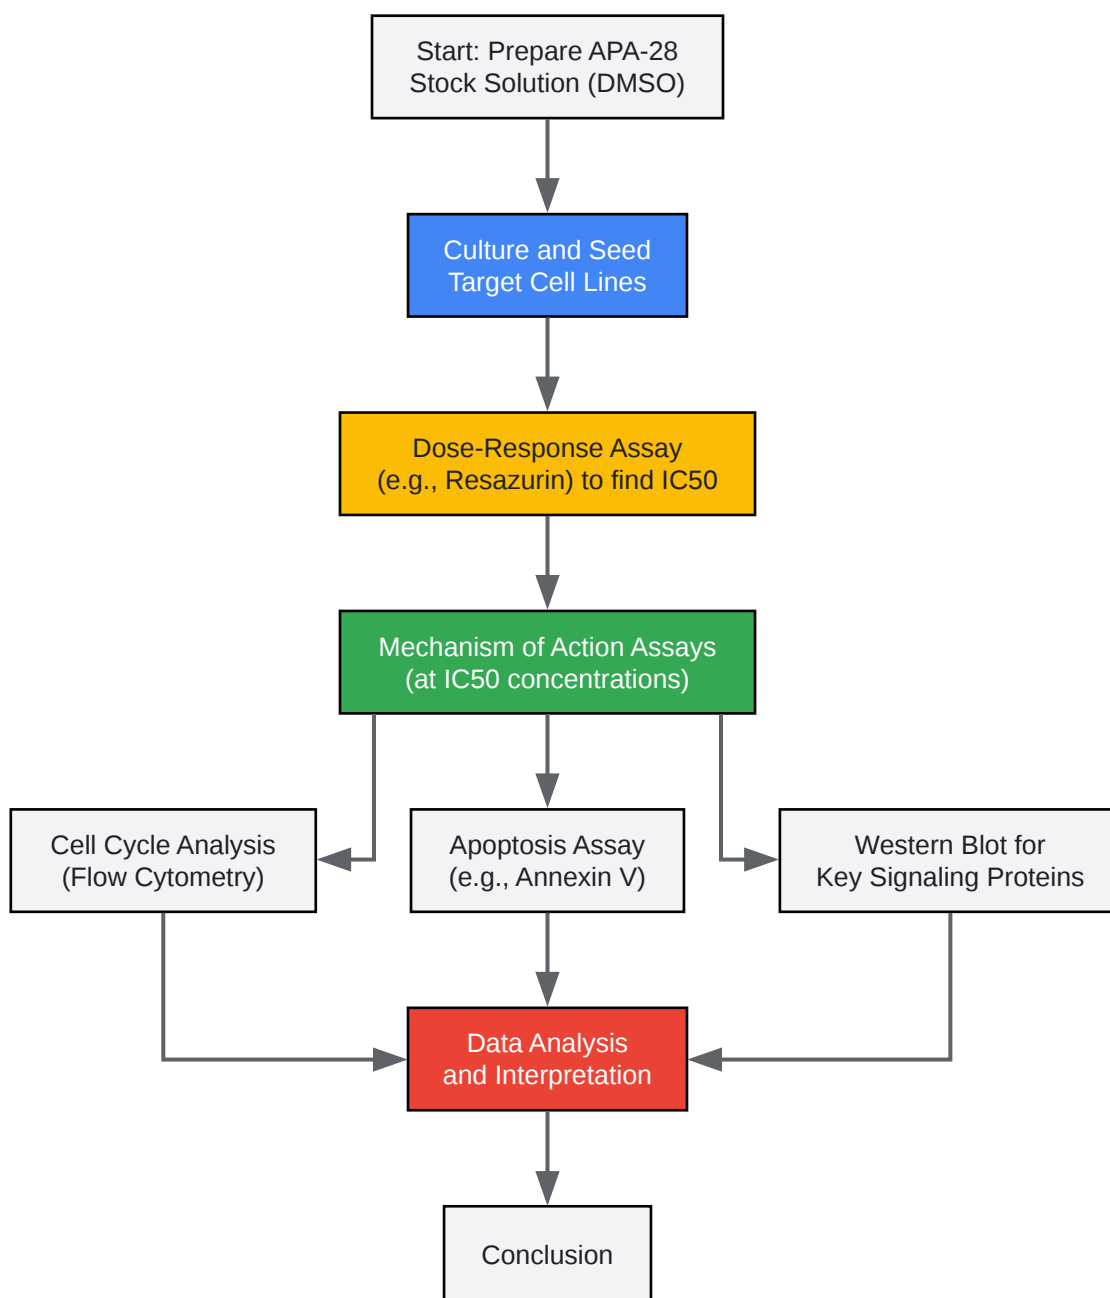 Start: Prepare APA-28
Stock Solution (DMSO)
Culture and Seed
Target Cell Lines
Dose-Response Assay
(e.g., Resazurin) to find IC50
Mechanism of Action Assays
(at IC50 concentrations)
Cell Cycle Analysis
(Flow Cytometry)
Apoptosis Assay
(e.g., Annexin V)
Western Blot for
Key Signaling Proteins
Data Analysis
and Interpretation
Conclusion